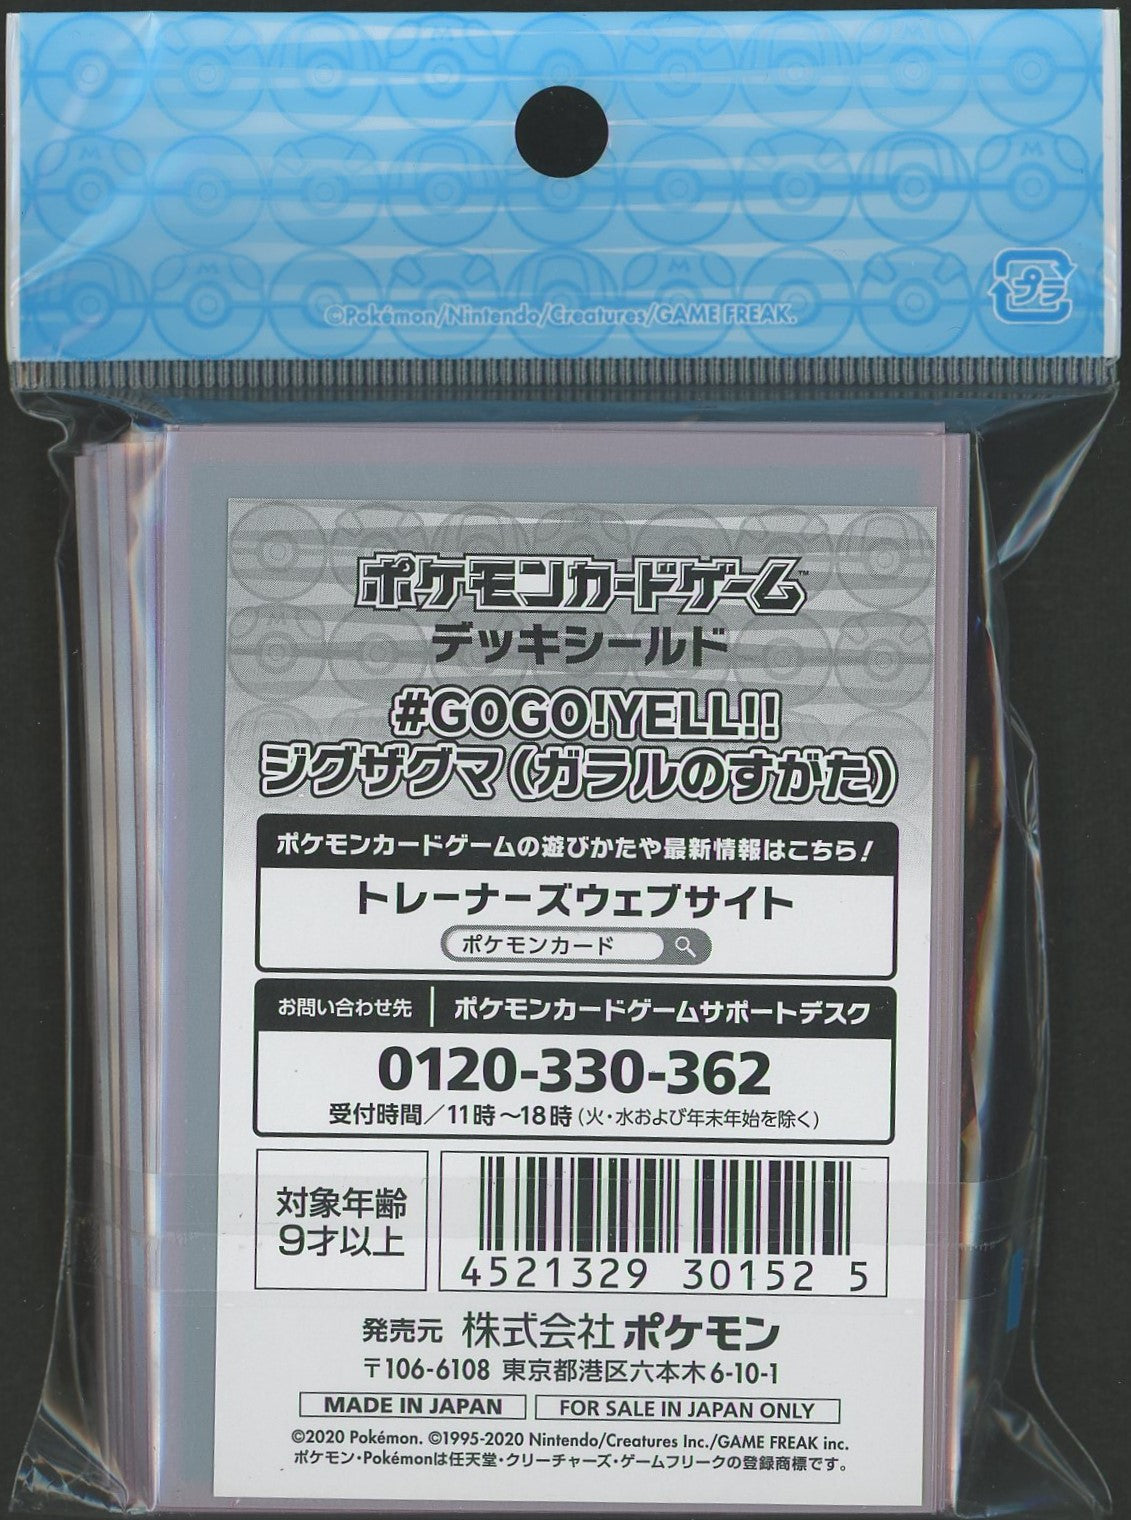 ©Pokémon/Nintendo/Creatures/GAME FREAK.
プラ
ポケモンカードゲーム™
デッキシールド
#GOGO!YELL!!
ジグザグマ(ガラルのすがた)
ポケモンカードゲームの遊びかたや最新情報はこちら!
トレーナーズウェブサイト
ポケモンカード
お問い合わせ先 ポケモンカードゲームサポートデスク
0120-330-362
受付時間/11時~18時(火・水および年末年始を除く)
対象年齢
9才以上
4521329 30152 5
発売元 株式会社ポケモン
〒106-6108 東京都港区六本木6-10-1
MADE IN JAPAN FOR SALE IN JAPAN ONLY
©2020 Pokémon. ©1995-2020 Nintendo/Creatures Inc./GAME FREAK inc.
ポケモン・Pokémonは任天堂・クリーチャーズ・ゲームフリークの登録商標です。